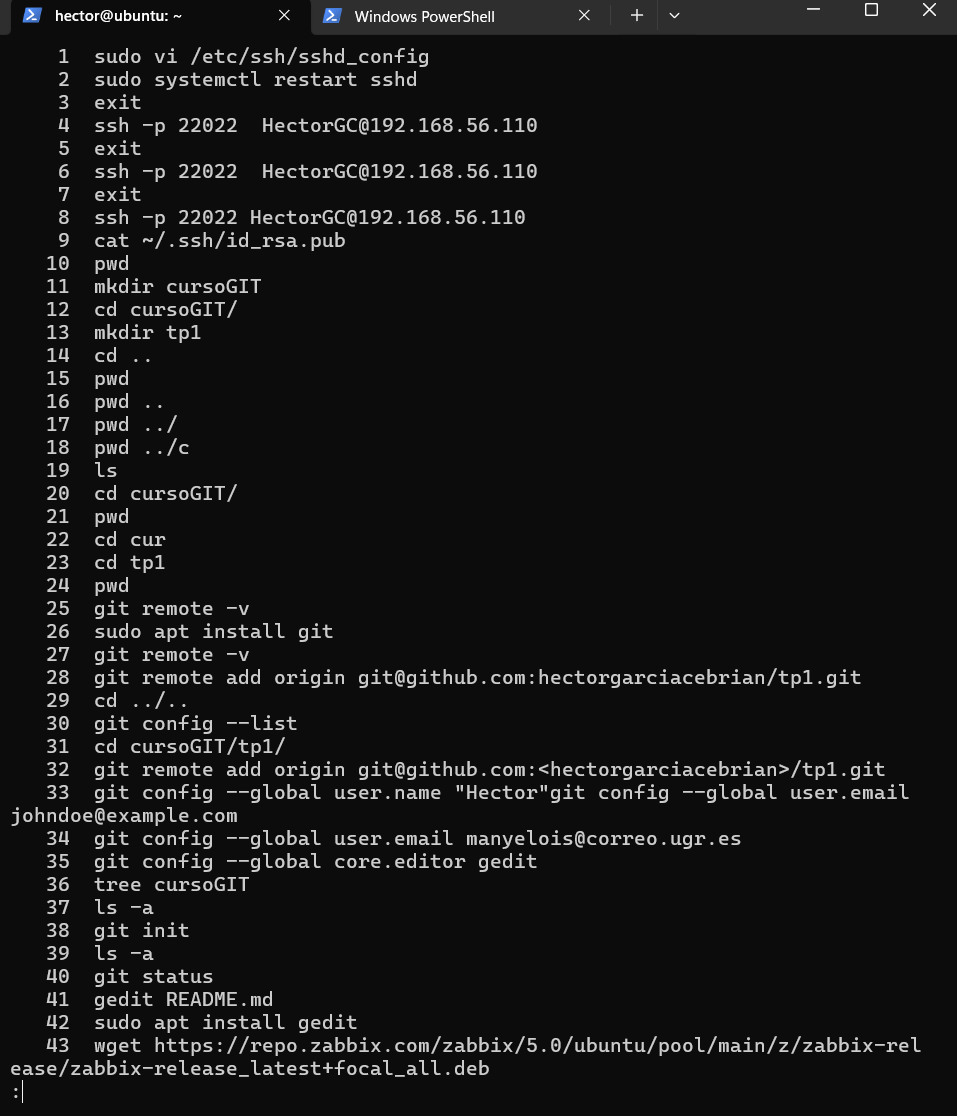 hector@ubuntu: ~
Windows PowerShell
1 sudo vi /etc/ssh/sshd_config
2 sudo systemctl restart sshd
3 exit
4 ssh -p 22022  HectorGC@192.168.56.110
5 exit
6 ssh -p 22022  HectorGC@192.168.56.110
7 exit
8 ssh -p 22022 HectorGC@192.168.56.110
9 cat ~/.ssh/id_rsa.pub
10 pwd
11 mkdir cursoGIT
12 cd cursoGIT/
13 mkdir tp1
14 cd ..
15 pwd
16 pwd ..
17 pwd ../
18 pwd ../c
19 ls
20 cd cursoGIT/
21 pwd
22 cd cur
23 cd tp1
24 pwd
25 git remote -v
26 sudo apt install git
27 git remote -v
28 git remote add origin git@github.com:hectorgarciacebrian/tp1.git
29 cd ../..
30 git config --list
31 cd cursoGIT/tp1/
32 git remote add origin git@github.com:<hectorgarciacebrian>/tp1.git
33 git config --global user.name "Hector"git config --global user.email
johndoe@example.com
34 git config --global user.email manyelois@correo.ugr.es
35 git config --global core.editor gedit
36 tree cursoGIT
37 ls -a
38 git init
39 ls -a
40 git status
41 gedit README.md
42 sudo apt install gedit
43 wget https://repo.zabbix.com/zabbix/5.0/ubuntu/pool/main/z/zabbix-rel
ease/zabbix-release_latest+focal_all.deb
: